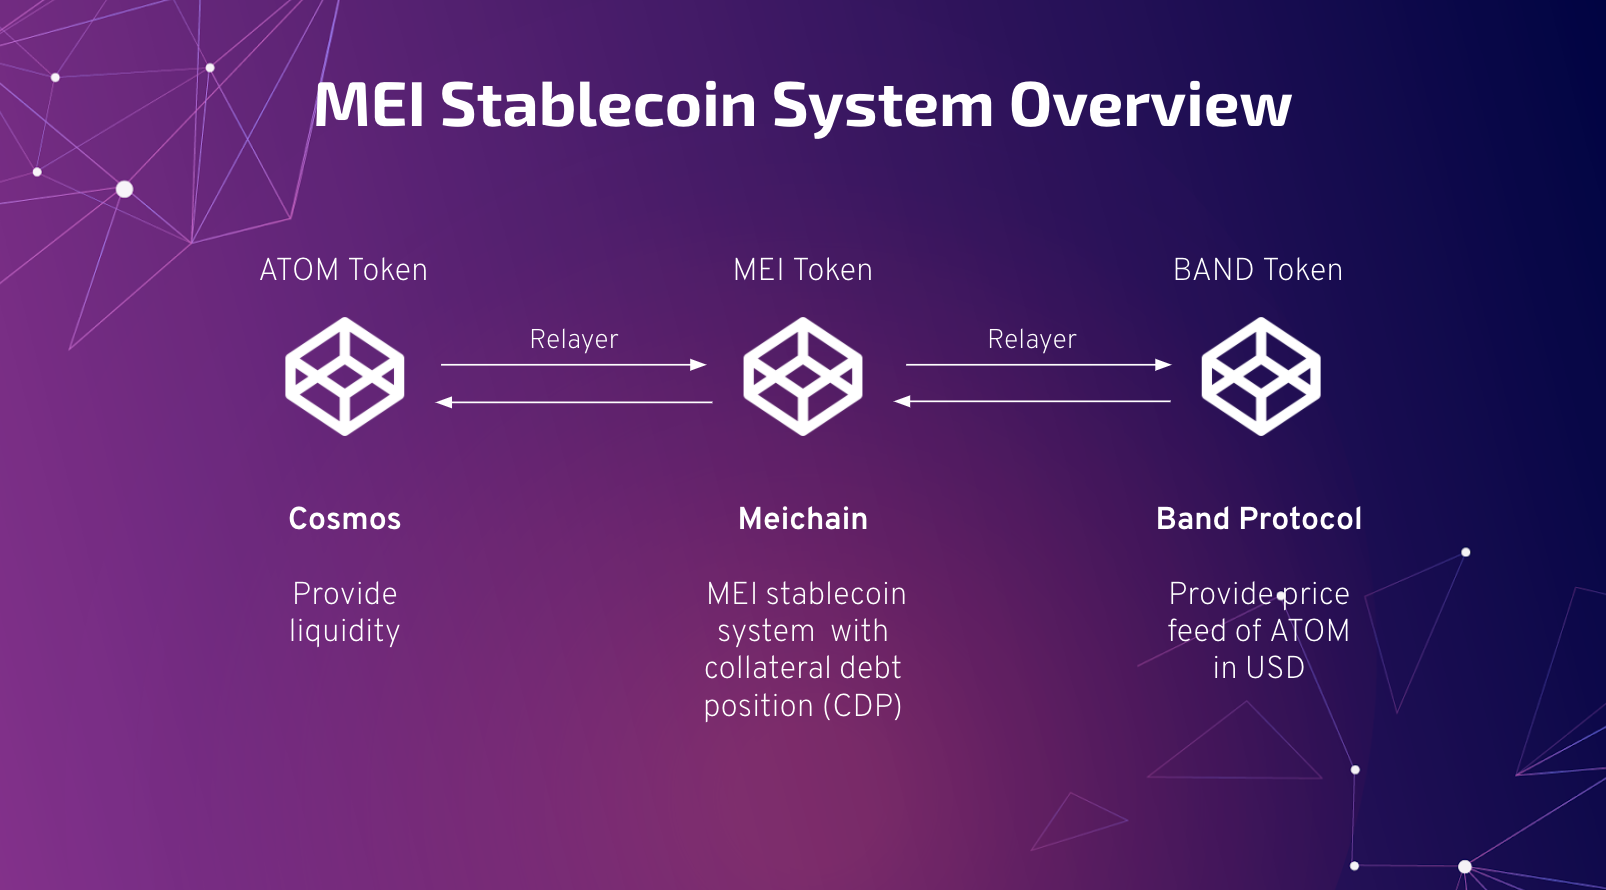 MEI Stablecoin System Overview
ATOM Token
MEI Token
BAND Token
Relayer
Relayer
Cosmos
Meichain
Band Protocol
Provide
liquidity
MEI stablecoin
system with
collateral debt
position (CDP)
Provide price
feed of ATOM
in USD